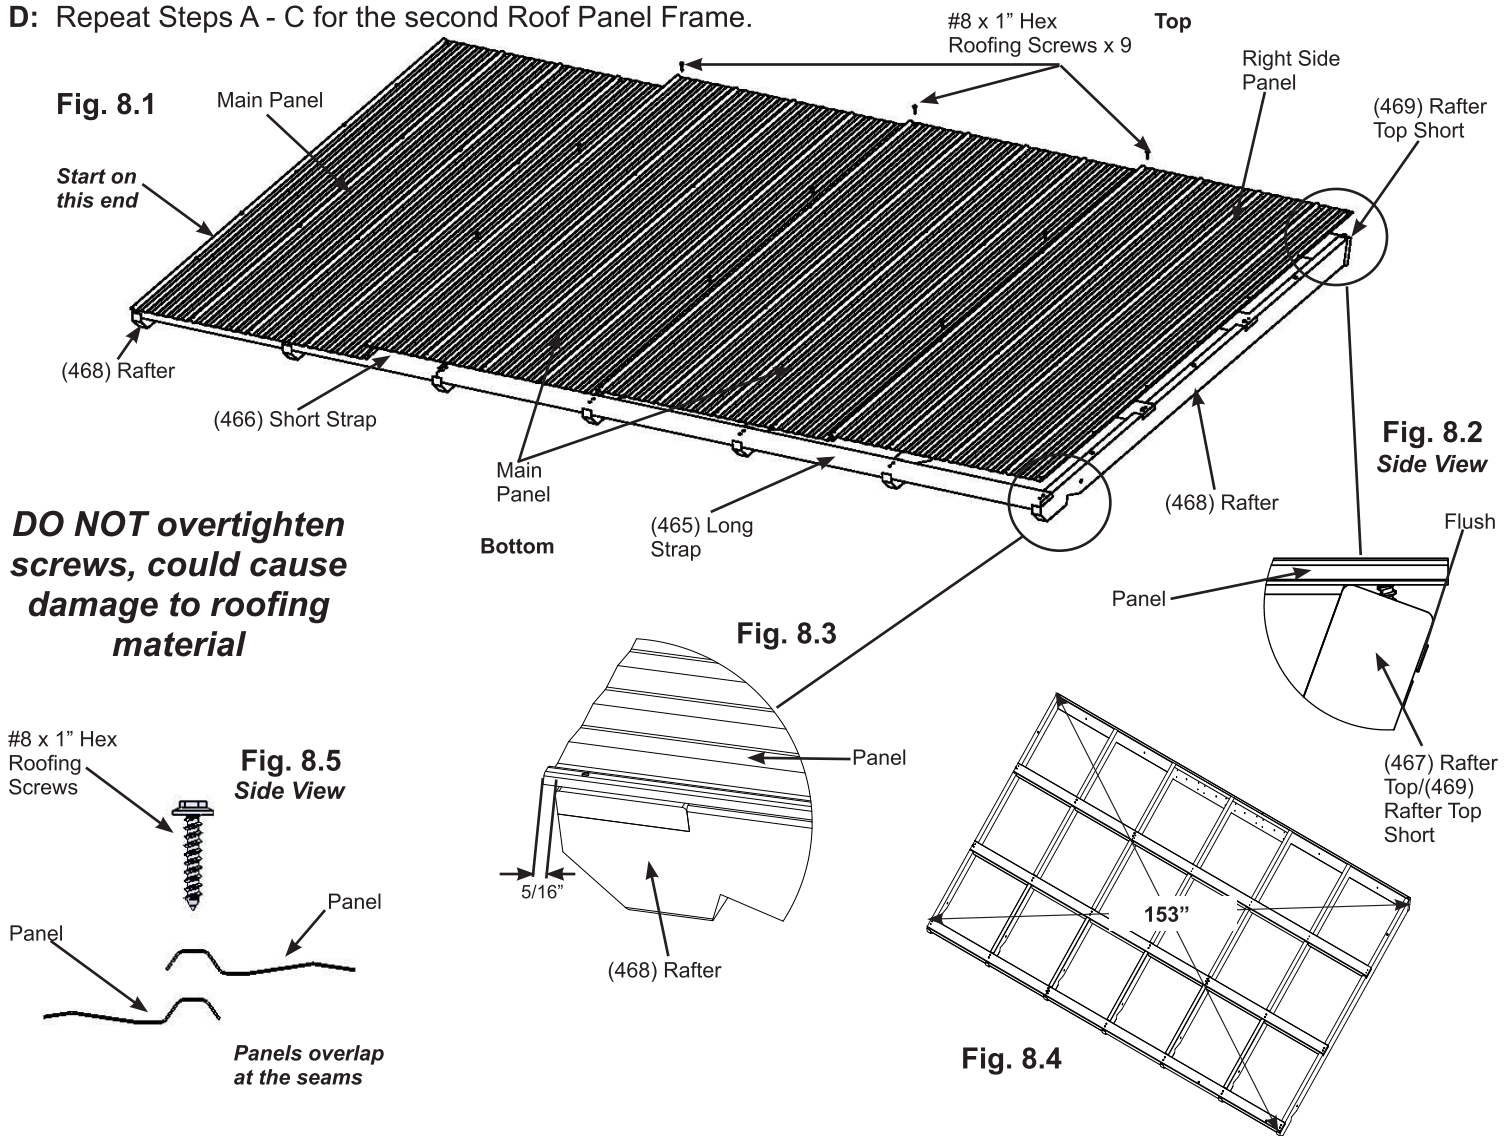 D: Repeat Steps A - C for the second Roof Panel Frame.
#8 x 1” Hex
Roofing Screws x 9
Top
Right Side
Panel
(469) Rafter
Top Short
Fig. 8.1
Main Panel
Start on
this end
(468) Rafter
(466) Short Strap
Main
Panel
(465) Long
Strap
Bottom
(468) Rafter
Fig. 8.2
Side View
Flush
Panel
(467) Rafter
Top/(469)
Rafter Top
Short
DO NOT overtighten
screws, could cause
damage to roofing
material
Fig. 8.3
Panel
5/16”
(468) Rafter
#8 x 1” Hex
Roofing
Screws
Fig. 8.5
Side View
Panel
Panel
Panels overlap
at the seams
153”
Fig. 8.4